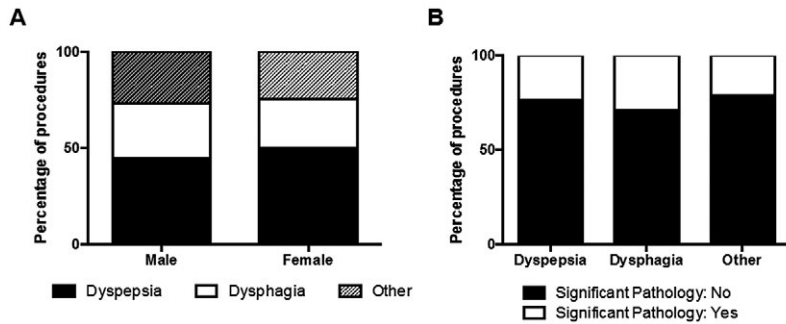 A
Percentage of procedures
100
50
0
Male Female
Dyspepsia Dysphagia Other
B
Percentage of procedures
100
50
0
Dyspepsia Dysphagia Other
Significant Pathology: No
Significant Pathology: Yes